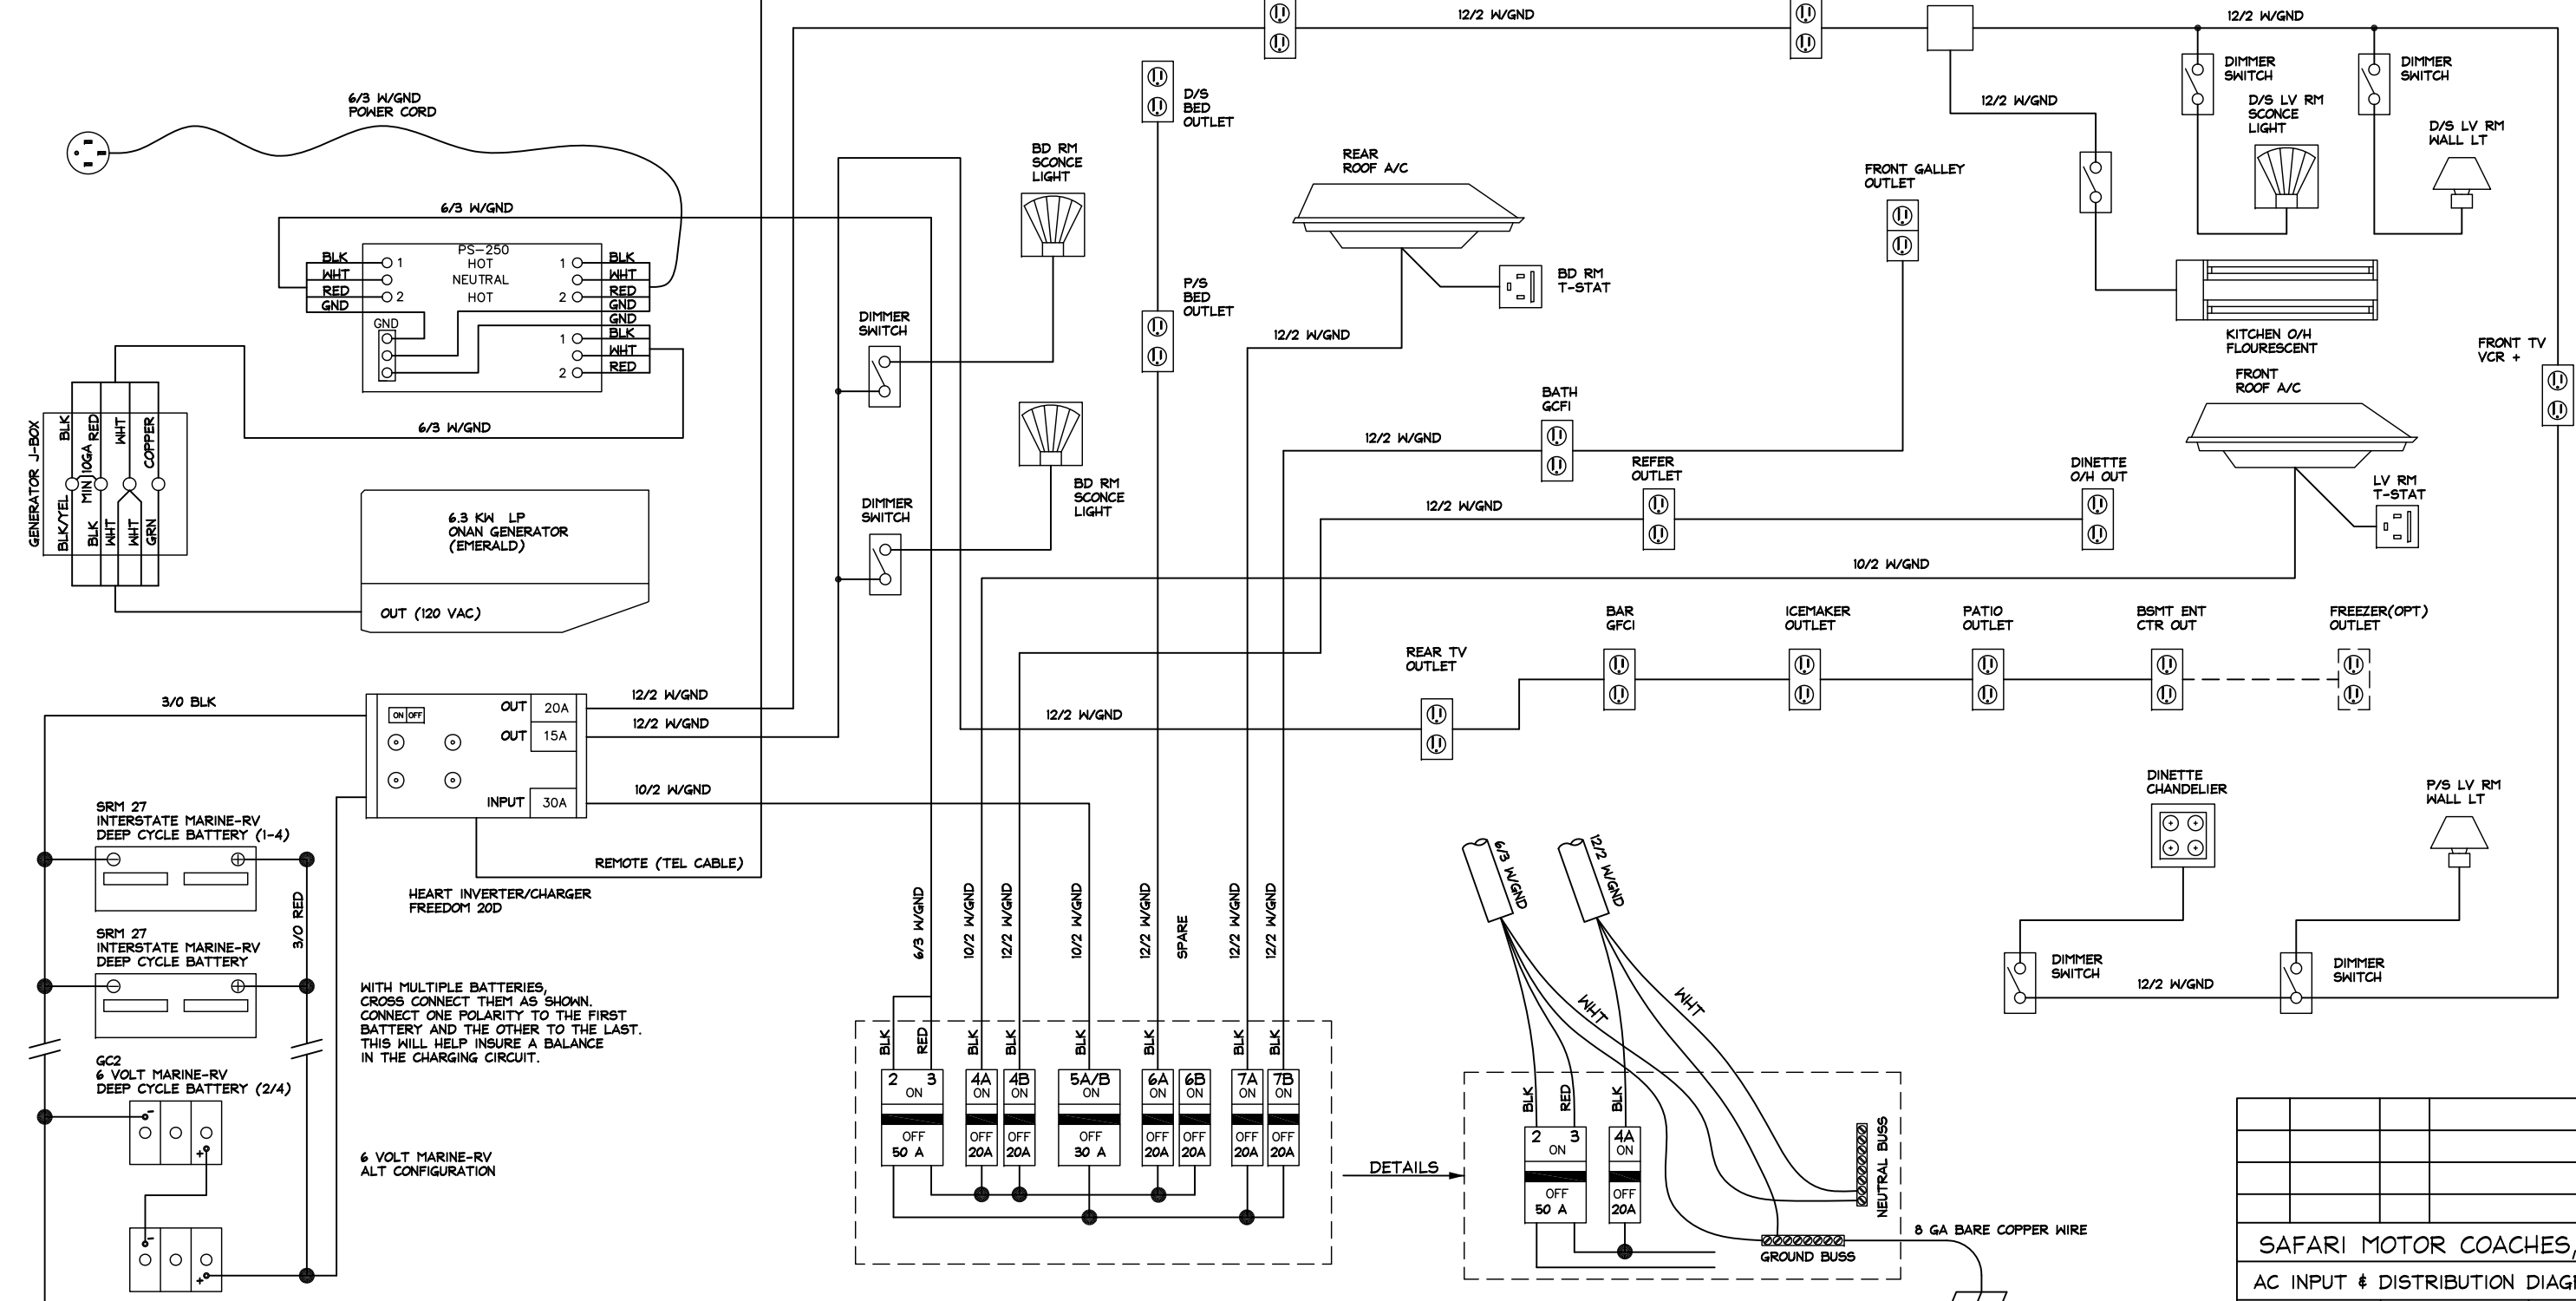 12/2 W/GND
12/2 W/GND
6/3 W/GND
POWER CORD
D/S
BED
OUTLET
DIMMER
SWITCH
DIMMER
SWITCH
12/2 W/GND
D/S LV RM
SCONCE
LIGHT
D/S LV RM
WALL LT
BD RM
SCONCE
LIGHT
REAR
ROOF A/C
FRONT GALLEY
OUTLET
6/3 W/GND
PS-250
BLK
1
HOT
1
BLK
WHT
NEUTRAL
WHT
RED
2
HOT
2
RED
GND
GND
GND
GND
1
BLK
WHT
2
RED
BD RM
T-STAT
P/S
BED
OUTLET
DIMMER
SWITCH
12/2 W/GND
KITCHEN O/H
FLOURESCENT
FRONT TV
VCR +
FRONT
ROOF A/C
BATH
GCFI
6/3 W/GND
12/2 W/GND
GENERATOR J-BOX
BLK
MIN 10GA
RED
WHT
COPPER
BLK/YEL
BLK
WHT
WHT
GRN
REFER
OUTLET
DINETTE
O/H OUT
LV RM
T-STAT
BD RM
SCONCE
LIGHT
DIMMER
SWITCH
12/2 W/GND
6.3 KW LP
ONAN GENERATOR
(EMERALD)
OUT (120 VAC)
10/2 W/GND
BAR
GFCI
ICEMAKER
OUTLET
PATIO
OUTLET
BSMT ENT
CTR OUT
FREEZER(OPT)
OUTLET
REAR TV
OUTLET
3/0 BLK
12/2 W/GND
ON OFF
OUT
20A
12/2 W/GND
12/2 W/GND
OUT
15A
10/2 W/GND
INPUT
30A
DINETTE
CHANDELIER
P/S LV RM
WALL LT
SRM 27
INTERSTATE MARINE-RV
DEEP CYCLE BATTERY (1-4)
REMOTE (TEL CABLE)
HEART INVERTER/CHARGER
FREEDOM 20D
3/0 RED
6/3 W/GND
10/2 W/GND
12/2 W/GND
10/2 W/GND
12/2 W/GND
SPARE
12/2 W/GND
12/2 W/GND
6/3 W/GND
12/2 W/GND
SRM 27
INTERSTATE MARINE-RV
DEEP CYCLE BATTERY
DIMMER
SWITCH
12/2 W/GND
DIMMER
SWITCH
WITH MULTIPLE BATTERIES,
CROSS CONNECT THEM AS SHOWN.
CONNECT ONE POLARITY TO THE FIRST
BATTERY AND THE OTHER TO THE LAST.
THIS WILL HELP INSURE A BALANCE
IN THE CHARGING CIRCUIT.
WHT
WHT
GC2
6 VOLT MARINE-RV
DEEP CYCLE BATTERY (2/4)
-
+
-
+
6 VOLT MARINE-RV
ALT CONFIGURATION
BLK
RED
BLK
BLK
BLK
BLK
BLK
BLK
2 3
ON
OFF
50 A
4A
ON
OFF
20A
4B
ON
OFF
20A
5A/B
ON
OFF
30 A
6A
ON
OFF
20A
6B
ON
OFF
20A
7A
ON
OFF
20A
7B
ON
OFF
20A
DETAILS
BLK
RED
BLK
2 3
ON
OFF
50 A
4A
ON
OFF
20A
NEUTRAL BUSS
GROUND BUSS
8 GA BARE COPPER WIRE
SAFARI MOTOR COACHES,
AC INPUT & DISTRIBUTION DIAG